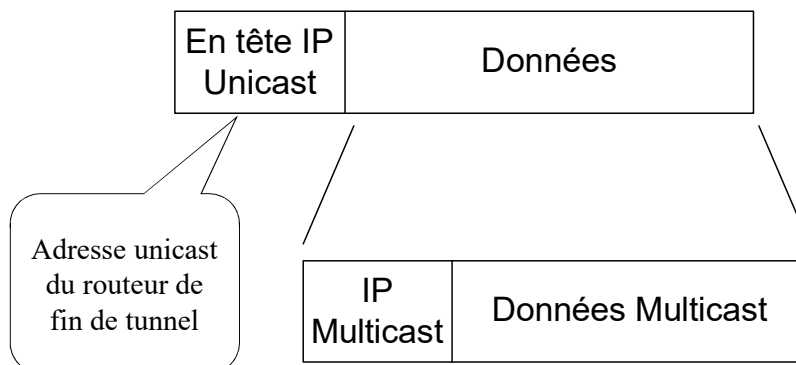 En tête IP
Unicast
Données
Adresse unicast
du routeur de
fin de tunnel
IP
Multicast
Données Multicast